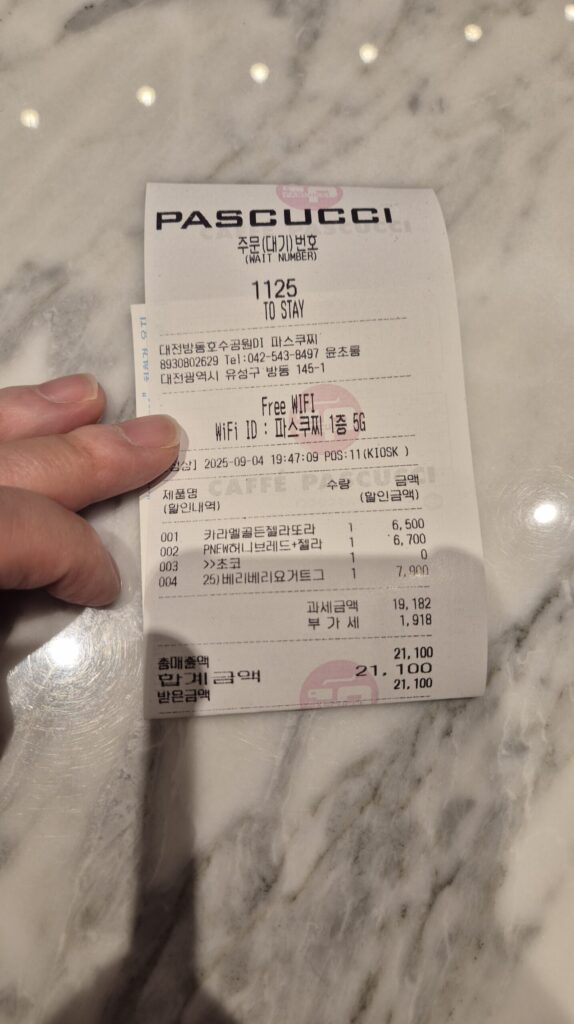 PASCUCCI
주문(대기)번호
(WAIT NUMBER)
1125
TO STAY
대전방동호수공원DI 파스쿠찌
8930802629 Tel:042-543-8497 윤초롱
대전광역시 유성구 방동 145-1
Free WIFI
WiFi ID : 파스쿠찌 1층 5G
상] 2025-09-04 19:47:09 POS:11(KIOSK )
제품명 수량 금액
(할인내역) (할인금액)
001 카라멜골든젤라또라 1 6,500
002 PNEW허니브레드+젤라 1 6,700
003 >>초코 1 0
004 25)베리베리요거트그 1 7,900
과세금액 19,182
부 가 세 1,918
총매출액 21,100
합계금액 21,100
받은금액 21,100
CAFFÉ PASCUCCI